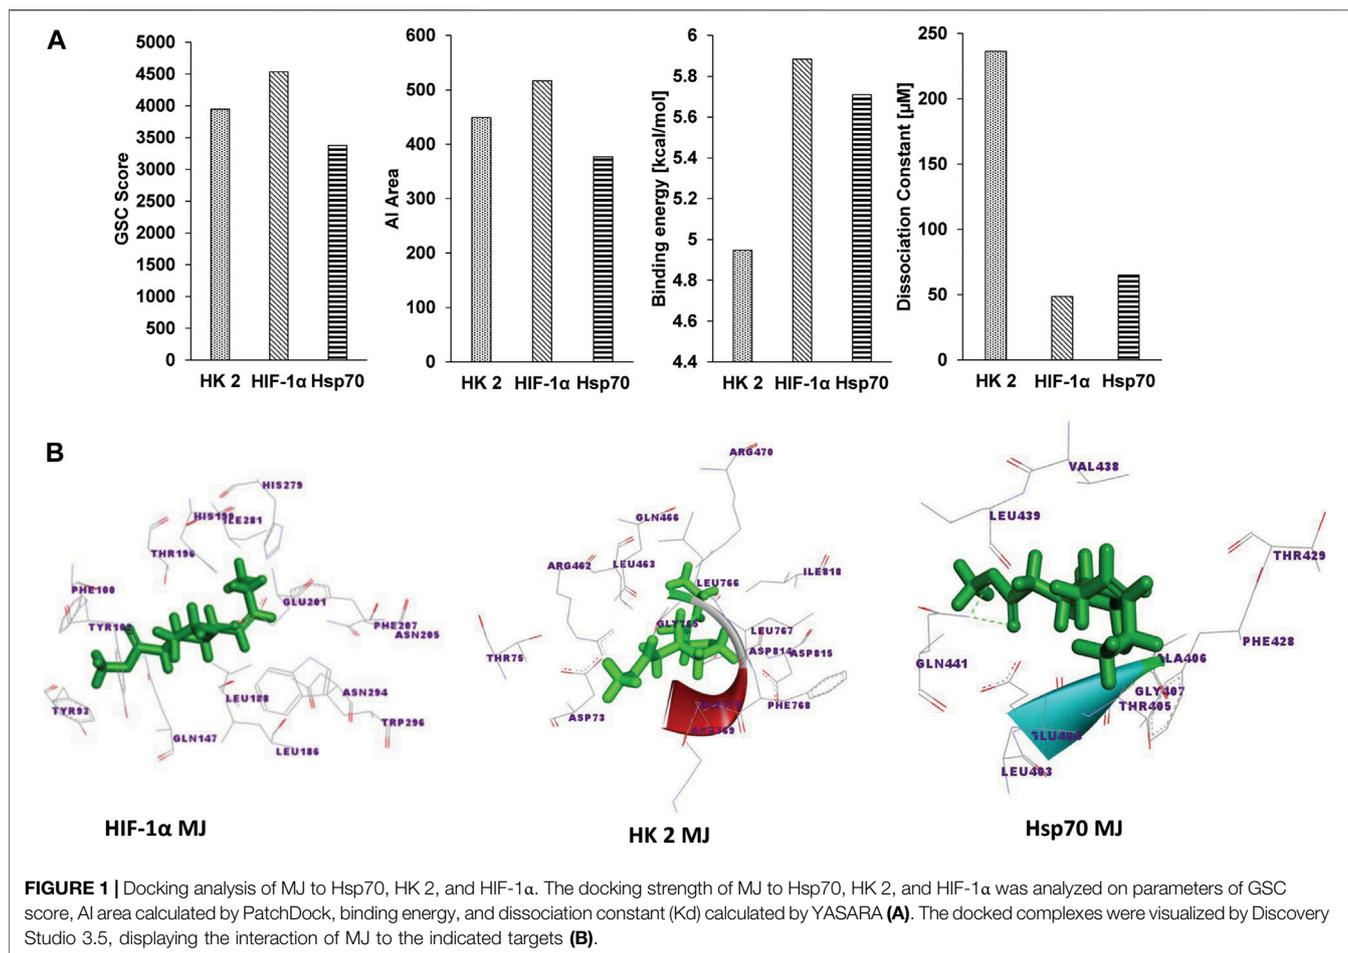 A
GSC Score
5000
4500
4000
3500
3000
2500
2000
1500
1000
500
0
HK 2 HIF-1α Hsp70
AI Area
600
500
400
300
200
100
0
HK 2 HIF-1α Hsp70
Binding energy [kcal/mol]
6
5.8
5.6
5.4
5.2
5
4.8
4.6
4.4
HK 2 HIF-1α Hsp70
Dissociation Constant [µM]
250
200
150
100
50
0
HK 2 HIF-1α Hsp70
B
HIS279
ILE281
THR196
PHE100
TYR102
GLU201
PHE207
ASN205
TYR93
LEU188
ASN294
TRP296
GLN147
LEU186
HIF-1α MJ
ARG470
GLN466
ARG462
LEU463
LEU766
ILE818
LEU767
THR75
ASP814
ASP815
ASP73
PHE768
HK 2 MJ
VAL438
LEU439
THR429
PHE428
GLN441
ALA406
GLY407
THR405
LEU403
Hsp70 MJ
FIGURE 1 | Docking analysis of MJ to Hsp70, HK 2, and HIF-1α. The docking strength of MJ to Hsp70, HK 2, and HIF-1α was analyzed on parameters of GSC
score, AI area calculated by PatchDock, binding energy, and dissociation constant (Kd) calculated by YASARA (A). The docked complexes were visualized by Discovery
Studio 3.5, displaying the interaction of MJ to the indicated targets (B).